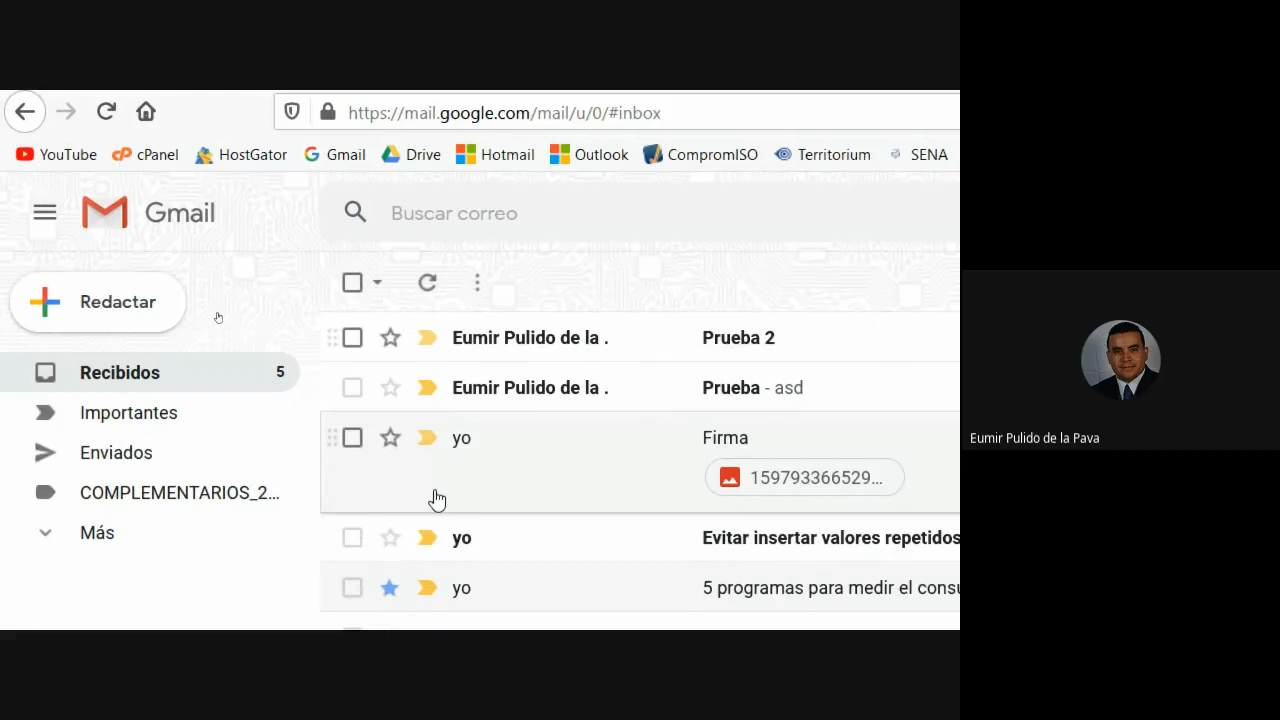 https://mail.google.com/mail/u/0/#inbox
YouTube cPanel HostGator Gmail Drive Hotmail Outlook CompromISO Territorium SENA
Gmail
Buscar correo
Redactar
Eumir Pulido de la . Prueba 2
Recibidos 5
Eumir Pulido de la . Prueba - asd
Importantes
yo Firma
Enviados
159793366529...
COMPLEMENTARIOS_2...
Más
yo Evitar insertar valores repetidos
yo 5 programas para medir el consu
Eumir Pulido de la Pava